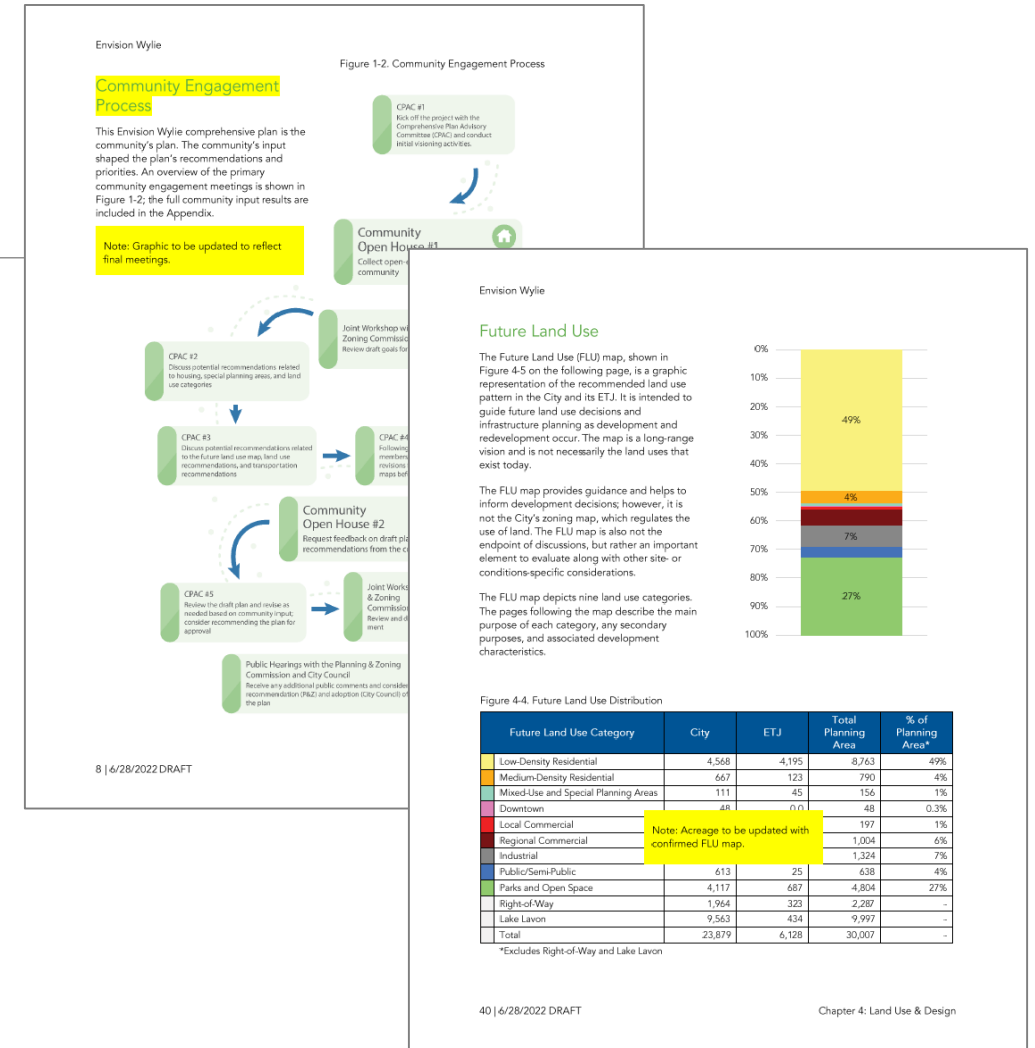 Envision Wylie
Community Engagement
Process
This Envision Wylie comprehensive plan is the
community's plan. The community's input
shaped the plan's recommendations and
priorities. An overview of the primary
community engagement meetings is shown in
Figure 1-2; the full community input results are
included in the Appendix.
Note: Graphic to be updated to reflect
final meetings.
Figure 1-2. Community Engagement Process
CPAC #1
Kick off the project with the
Comprehensive Plan Advisory
Committee (CPAC) and conduct
initial visioning activities.
Community
Open House #1
Collect open-
community
Joint Workshop wi
Zoning Commissio
Review draft goals for
CPAC #2
Discuss potential recommendations related
to housing, special planning areas, and land
use categories
CPAC #3
Discuss potential recommendations related
to the future land use map, land use
recommendations, and transportation
recommendations
CPAC #4
Following
member
revisions
maps bef
Community
Open House #2
Request feedback on draft pla
recommendations from the c
CPAC #5
Review the draft plan and revise as
needed based on community input;
consider recommending the plan for
approval
Joint Works
& Zoning
Commission
Review and d
ment
Public Hearings with the Planning & Zoning
Commission and City Council
Receive any additional public comments and consider
recommendation (P&Z) and adoption (City Council) of
the plan
8 | 6/28/2022 DRAFT
Envision Wylie
Future Land Use
The Future Land Use (FLU) map, shown in
Figure 4-5 on the following page, is a graphic
representation of the recommended land use
pattern in the City and its ETJ. It is intended to
guide future land use decisions and
infrastructure planning as development and
redevelopment occur. The map is a long-range
vision and is not necessarily the land uses that
exist today.
The FLU map provides guidance and helps to
inform development decisions; however, it is
not the City's zoning map, which regulates the
use of land. The FLU map is also not the
endpoint of discussions, but rather an important
element to evaluate along with other site- or
conditions-specific considerations.
The FLU map depicts nine land use categories.
The pages following the map describe the main
purpose of each category, any secondary
purposes, and associated development
characteristics.
0%
10%
20%
30%
40%
50%
60%
70%
80%
90%
100%
49%
4%
7%
27%
Figure 4-4. Future Land Use Distribution
Future Land Use Category City ETJ Total Planning Area % of Planning Area*
Low-Density Residential 4,568 4,195 8,763 49%
Medium-Density Residential 667 123 790 4%
Mixed-Use and Special Planning Areas 111 45 156 1%
Downtown 48 0.0 48 0.3%
Local Commercial 197 1%
Regional Commercial 1,004 6%
Industrial 1,324 7%
Note: Acreage to be updated with
confirmed FLU map.
Public/Semi-Public 613 25 638 4%
Parks and Open Space 4,117 687 4,804 27%
Right-of-Way 1,964 323 2,287 -
Lake Lavon 9,563 434 9,997 -
Total 23,879 6,128 30,007 -
*Excludes Right-of-Way and Lake Lavon
40 | 6/28/2022 DRAFT
Chapter 4: Land Use & Design